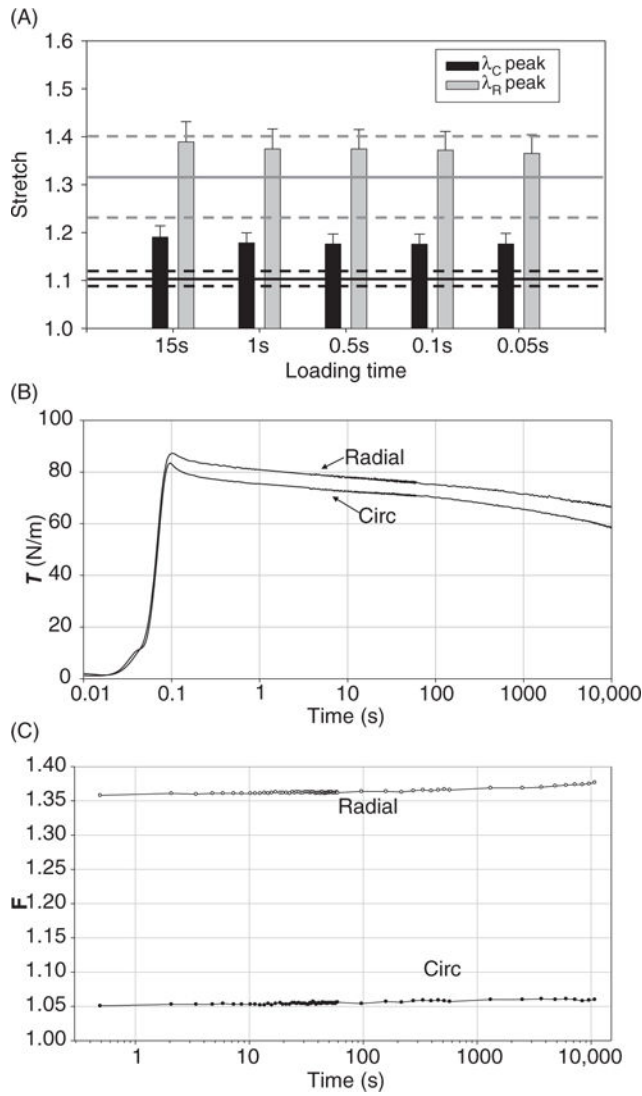 (A)
1.6
1.5
1.4
1.3
1.2
1.1
1.0
Stretch
λC peak
λR peak
15s 1s 0.5s 0.1s 0.05s
Loading time
(B)
100
80
60
40
20
0
T (N/m)
Radial
Circ
0.01 0.1 1 10 100 1000 10,000
Time (s)
(C)
1.40
1.35
1.30
1.25
1.20
1.15
1.10
1.05
1.00
F
Radial
Circ
1 10 100 1000 10,000
Time (s)